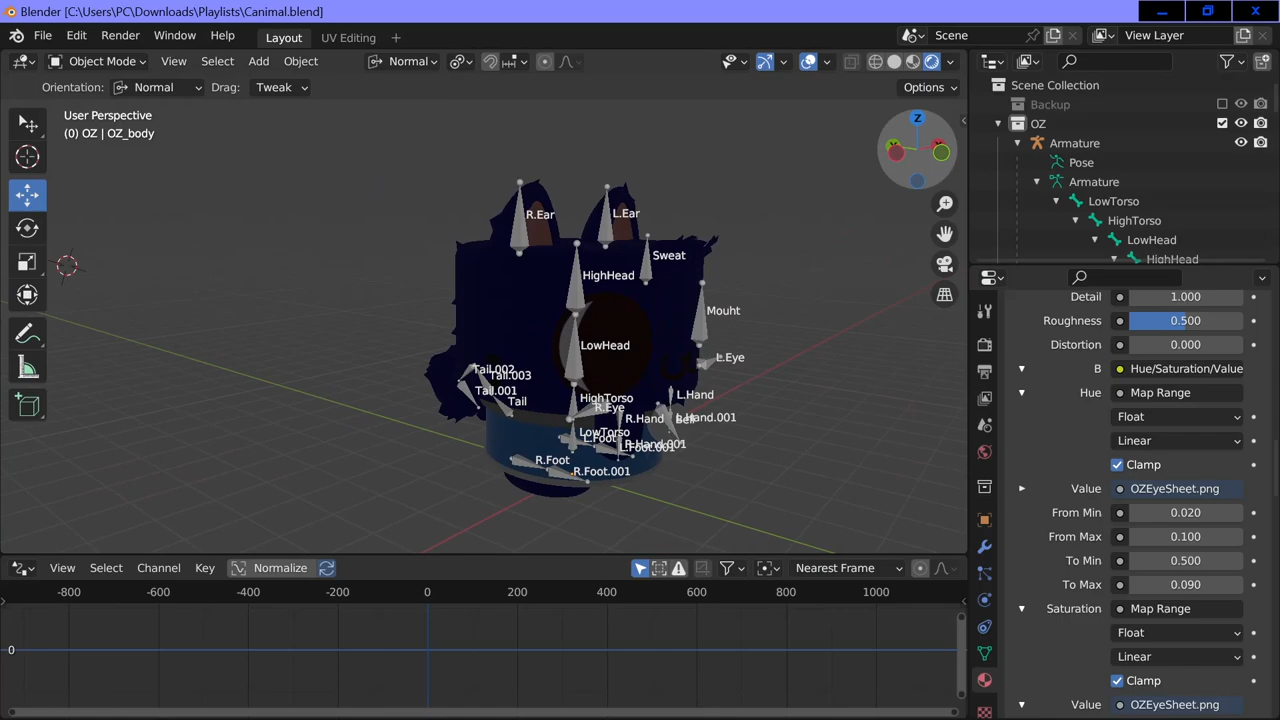 Blender [C:\Users\PC\Downloads\Playlists\Canimal.blend]
File Edit Render Window Help Layout UV Editing + Scene View Layer
Object Mode View Select Add Object Normal
Orientation: Normal Drag: Tweak Options
User Perspective
(0) OZ | OZ_body
Z
R.Ear
L.Ear
Sweat
HighHead
Mouht
LowHead
L.Eye
Tail.002
Tail.003
Tail.001
Tail
HighTorso
R.Eye
L.Hand
R.Hand
L.Hand.001
LowTorso
L.Foot
R.Hand.001
L.Foot.001
R.Foot
R.Foot.001
Scene Collection
Backup
OZ
Armature
Pose
Armature
LowTorso
HighTorso
LowHead
HighHead
Detail 1.000
Roughness 0.500
Distortion 0.000
B Hue/Saturation/Value
Hue Map Range
Float
Linear
Clamp
Value OZEyeSheet.png
From Min 0.020
From Max 0.100
To Min 0.500
To Max 0.090
Saturation Map Range
Float
Linear
Clamp
Value OZEyeSheet.png
View Select Channel Key Normalize Nearest Frame
-800 -600 -400 -200 0 200 400 600 800 1000
0